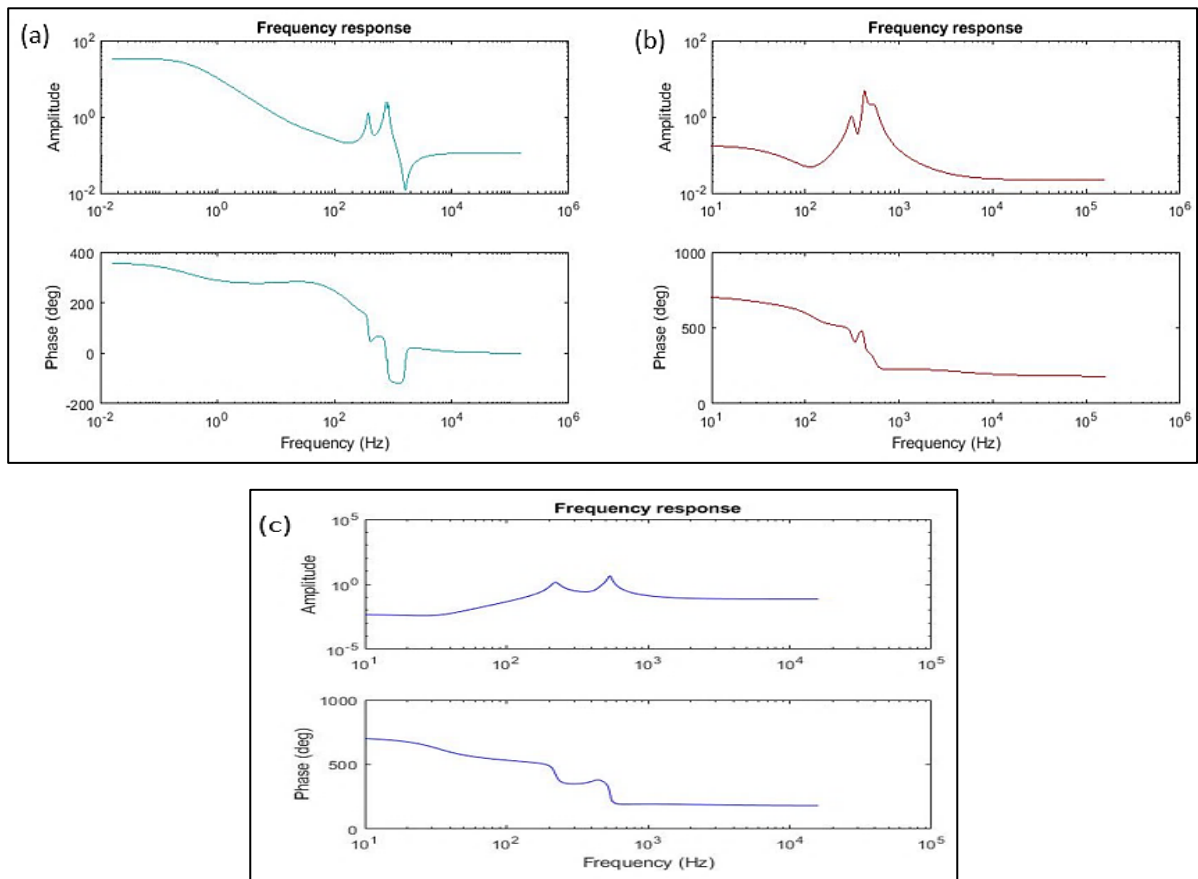 (a)
Frequency response
Amplitude
10^2
10^0
10^-2
10^-2 10^0 10^2 10^4 10^6
Phase (deg)
400
200
0
-200
10^-2 10^0 10^2 10^4 10^6
Frequency (Hz)
(b)
Frequency response
Amplitude
10^2
10^0
10^-2
10^1 10^2 10^3 10^4 10^5 10^6
Phase (deg)
1000
500
0
10^1 10^2 10^3 10^4 10^5 10^6
Frequency (Hz)
(c)
Frequency response
Amplitude
10^5
10^0
10^-5
10^1 10^2 10^3 10^4 10^5
Phase (deg)
1000
500
0
10^1 10^2 10^3 10^4 10^5
Frequency (Hz)